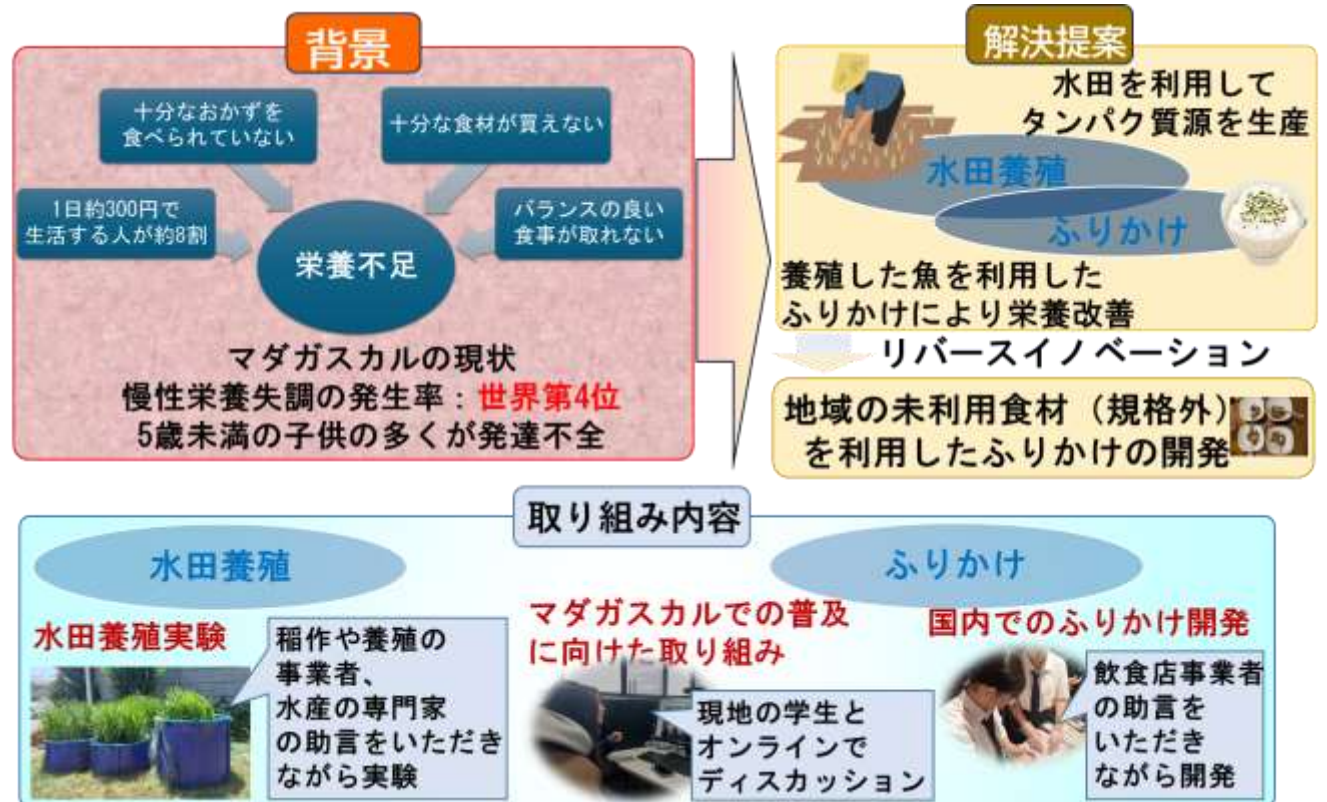 背景
十分なおかずを
食べられていない
十分な食材が買えない
1日約300円で
生活する人が約8割
バランスの良い
食事が取れない
栄養不足
マダガスカルの現状
慢性栄養失調の発生率：世界第4位
5歳未満の子供の多くが発達不全
解決提案
水田を利用して
タンパク質源を生産
水田養殖
ふりかけ
養殖した魚を利用した
ふりかけにより栄養改善
リバースイノベーション
地域の未利用食材（規格外）
を利用したふりかけの開発
取り組み内容
水田養殖
水田養殖実験
稲作や養殖の
事業者、
水産の専門家
の助言をいただき
ながら実験
ふりかけ
マダガスカルでの普及
に向けた取り組み
現地の学生と
オンラインで
ディスカッション
国内でのふりかけ開発
飲食店事業者
の助言を
いただき
ながら開発